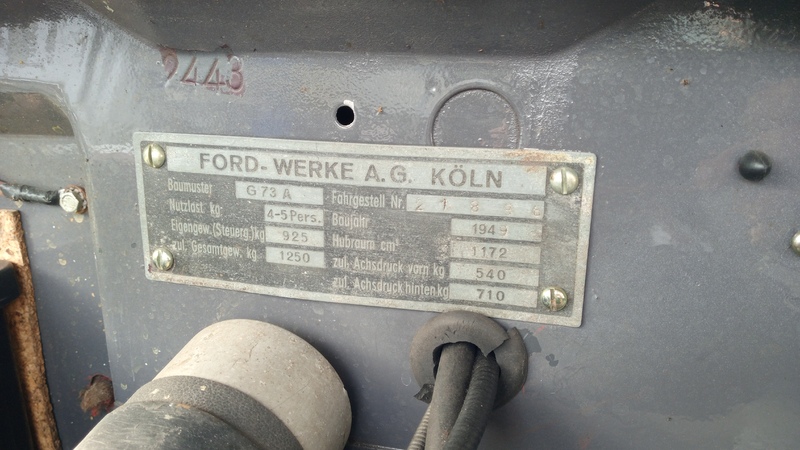 9443
FORD-WERKE A.G. KÖLN
Baumuster G 73 A
Nutzlast kg. 4-5 Pers.
Eigengew. (Steuerg.) kg 925
zul. Gesamtgew. kg 1250
Fahrgestell Nr.
Baujahr 1949
Hubraum cm³ 1172
zul. Achsdruck vorn kg 540
zul. Achsdruck hinten kg 710